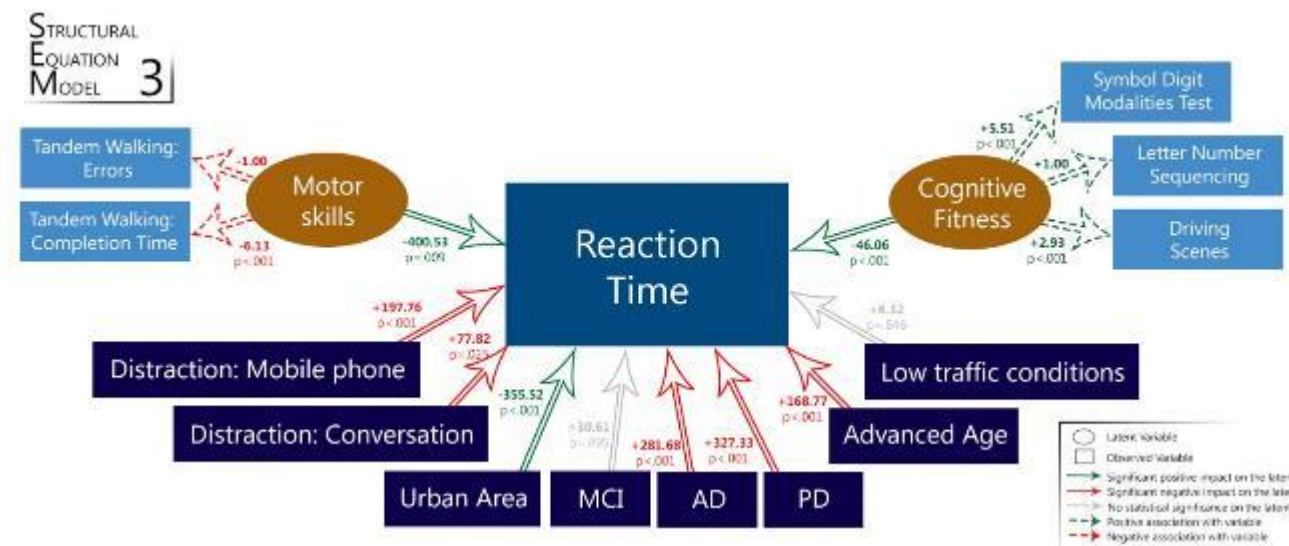 STRUCTURAL
EQUATION
MODEL 3
Tandem Walking:
Errors
Tandem Walking:
Completion Time
-1.00
-6.13
p<.001
Motor
skills
-400.53
p=.009
Reaction
Time
Cognitive
Fitness
-46.06
p<.001
+5.51
p<.001
+1.00
+2.93
p<.001
Symbol Digit
Modalities Test
Letter Number
Sequencing
Driving
Scenes
+197.76
p<.001
Distraction: Mobile phone
+77.82
Distraction: Conversation
-355.52
p<.001
Urban Area
MCI
+281.68
p<.001
AD
+327.33
p<.001
PD
+168.77
p<.001
Advanced Age
Low traffic conditions
Latent Variable
Observed Variable
Significant positive impact on the laten
Significant negative impact on the late
No statistical significance on the latent
Positive association with variable
Negative association with variable